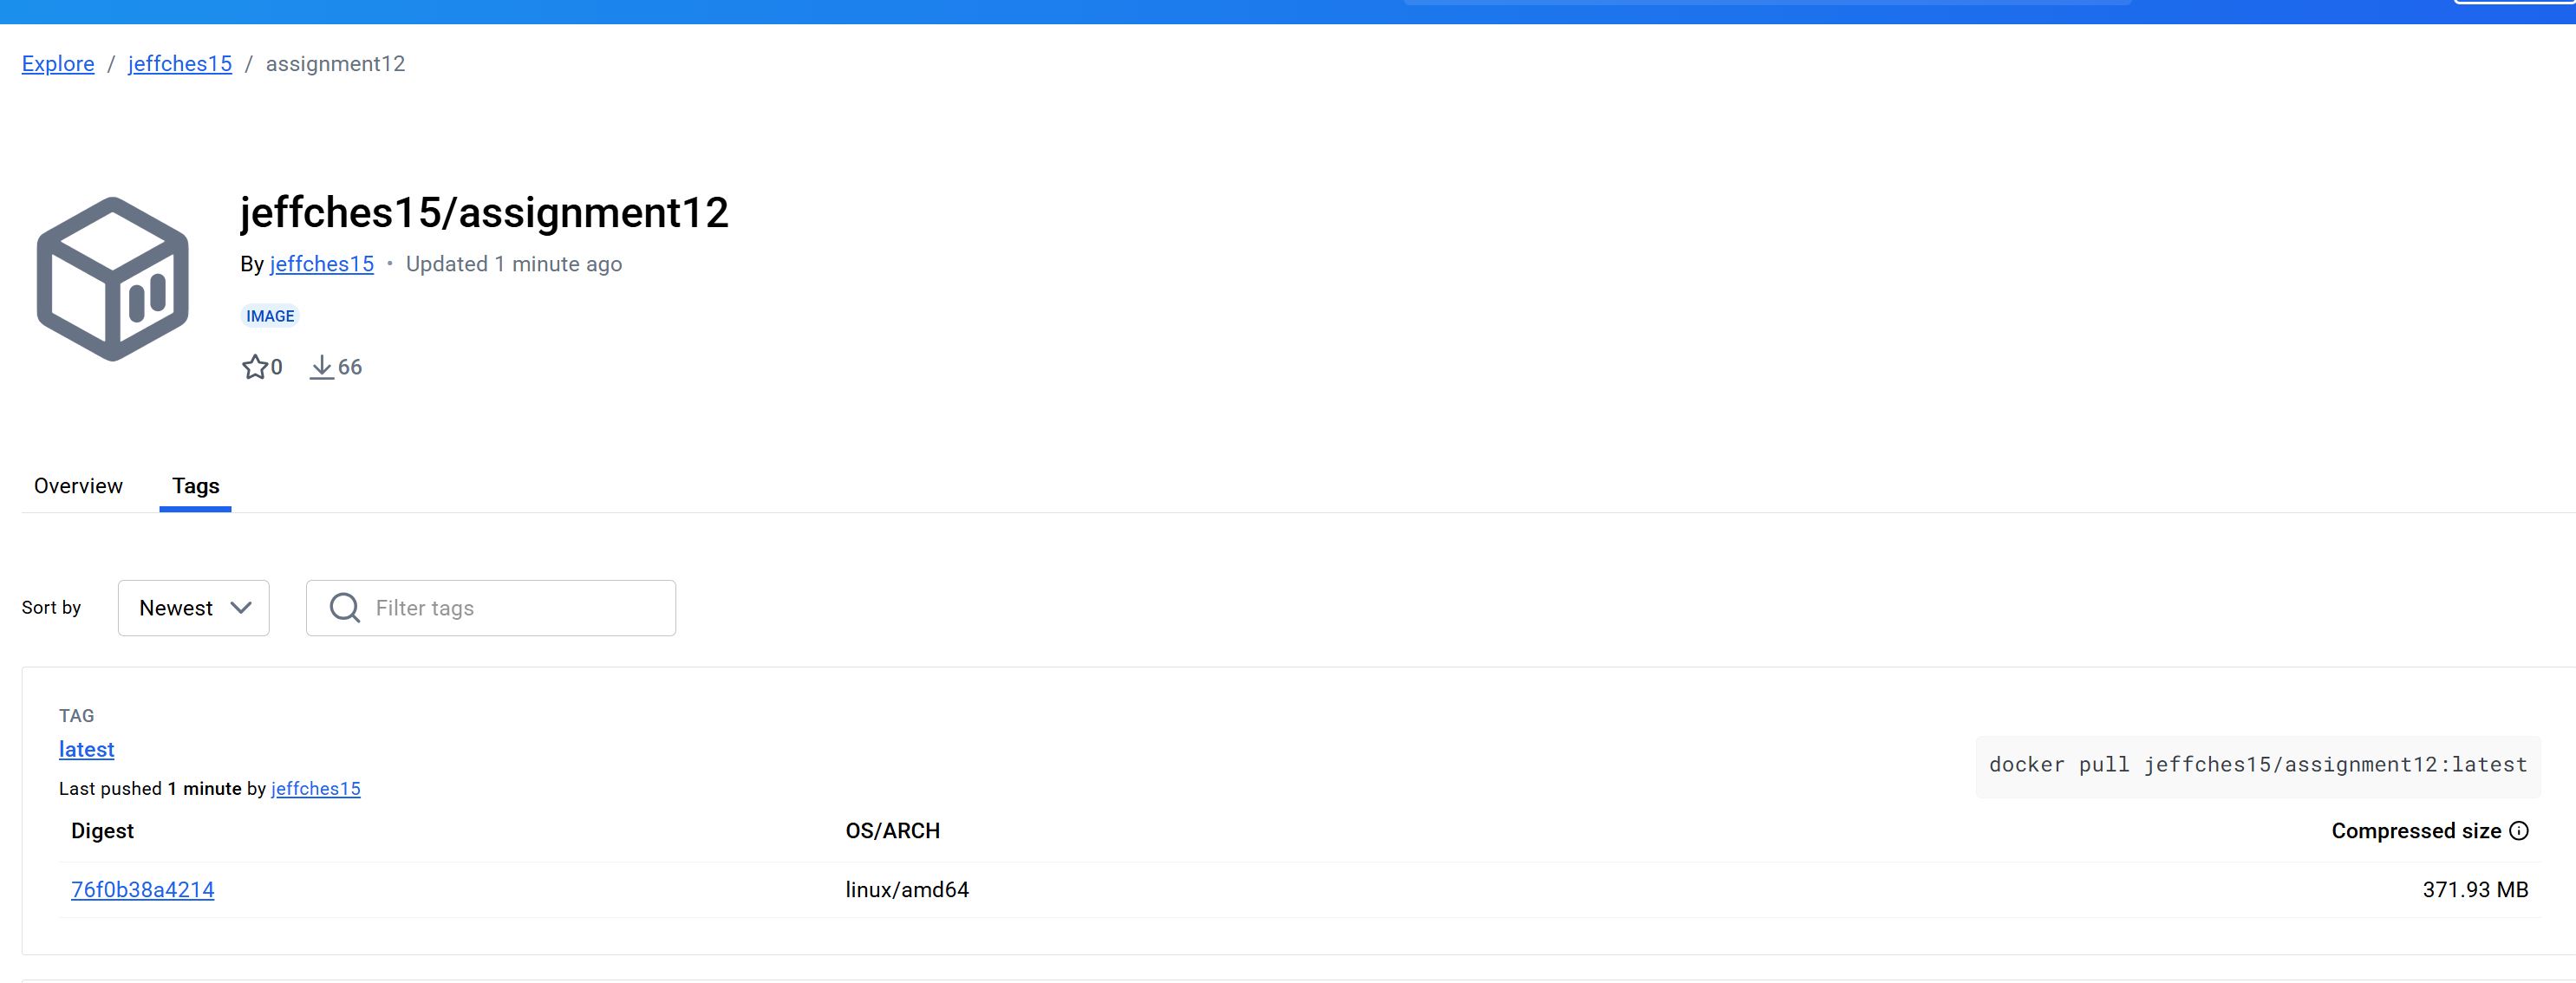 Explore / jeffches15 / assignment12
jeffches15/assignment12
By jeffches15 • Updated 1 minute ago
IMAGE
0 66
Overview Tags
Sort by Newest Filter tags
TAG
latest
docker pull jeffches15/assignment12:latest
Last pushed 1 minute by jeffches15
Digest OS/ARCH Compressed size
76f0b38a4214 linux/amd64 371.93 MB